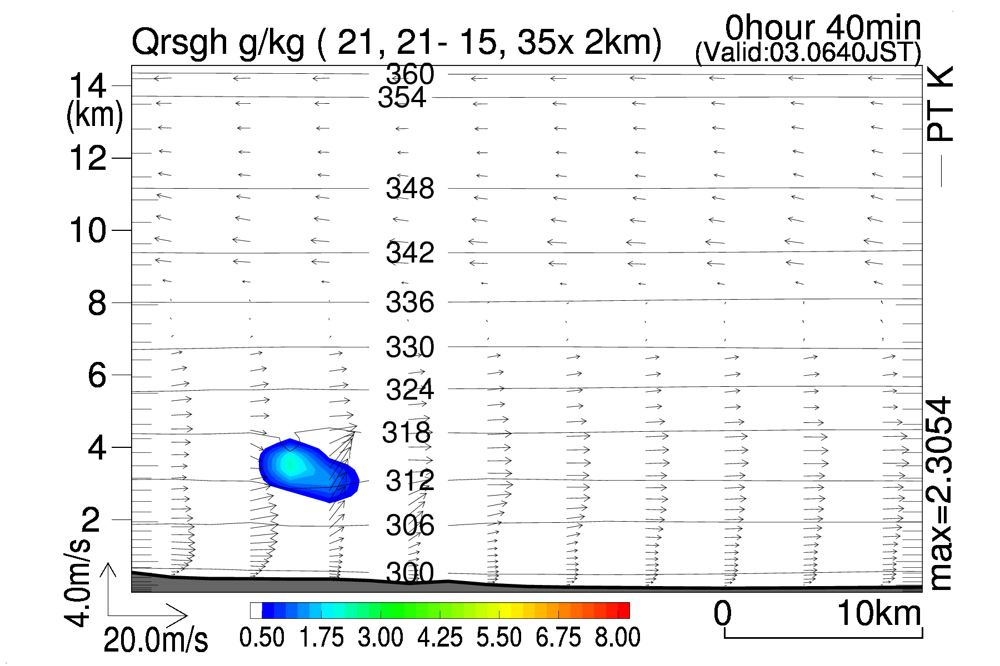 Qrsgh g/kg ( 21, 21- 15, 35x 2km)
0hour 40min
(Valid:03.0640JST)
14
(km)
12
10
8
6
4
2
360
354
348
342
336
330
324
318
312
306
300
PT K
max=2.3054
4.0m/s
20.0m/s
0.50 1.75 3.00 4.25 5.50 6.75 8.00
0 10km